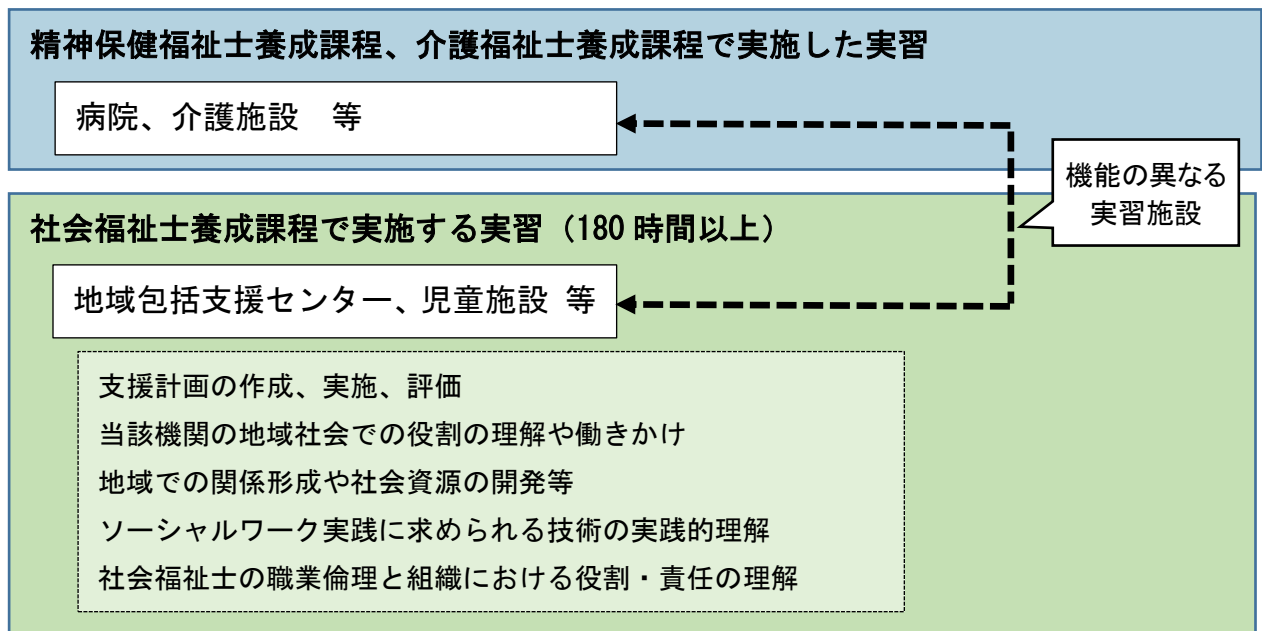 精神保健福祉士養成課程、介護福祉士養成課程で実施した実習
病院、介護施設　等
機能の異なる
実習施設
社会福祉士養成課程で実施する実習（180 時間以上）
地域包括支援センター、児童施設 等
支援計画の作成、実施、評価
当該機関の地域社会での役割の理解や働きかけ
地域での関係形成や社会資源の開発等
ソーシャルワーク実践に求められる技術の実践的理解
社会福祉士の職業倫理と組織における役割・責任の理解